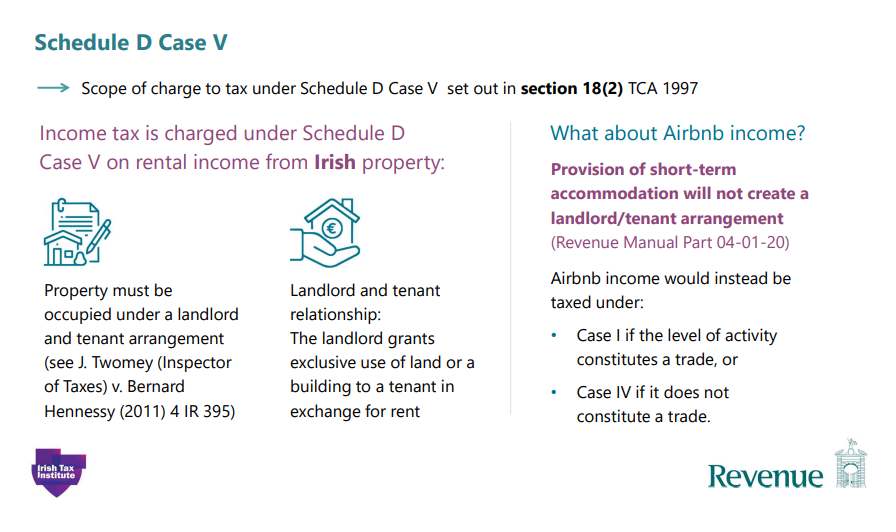 Schedule D Case V
Scope of charge to tax under Schedule D Case V set out in section 18(2) TCA 1997
Income tax is charged under Schedule D
Case V on rental income from Irish property:
Property must be
occupied under a landlord
and tenant arrangement
(see J. Twomey (Inspector
of Taxes) v. Bernard
Hennessy (2011) 4 IR 395)
€
Landlord and tenant
relationship:
The landlord grants
exclusive use of land or a
building to a tenant in
exchange for rent
What about Airbnb income?
Provision of short-term
accommodation will not create a
landlord/tenant arrangement
(Revenue Manual Part 04-01-20)
Airbnb income would instead be
taxed under:
• Case I if the level of activity
constitutes a trade, or
• Case IV if it does not
constitute a trade.
Irish Tax
Institute
Revenue